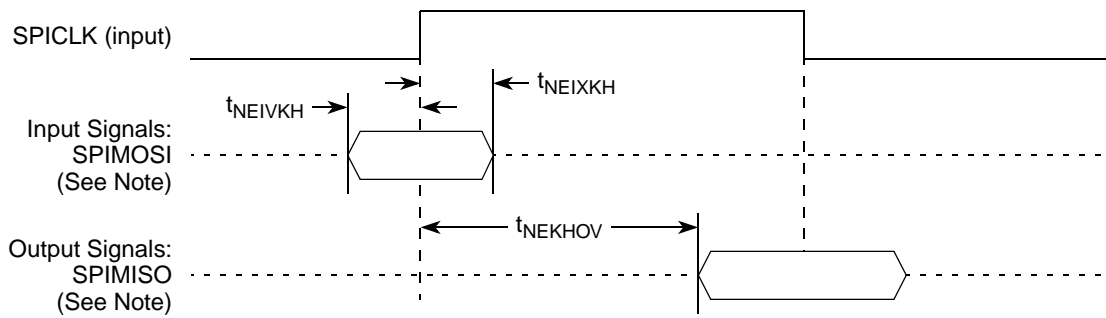 SPICLK (input)
tNEIXKH
tNEIVKH
Input Signals:
SPIMOSI
(See Note)
tNEKHOV
Output Signals:
SPIMISO
(See Note)